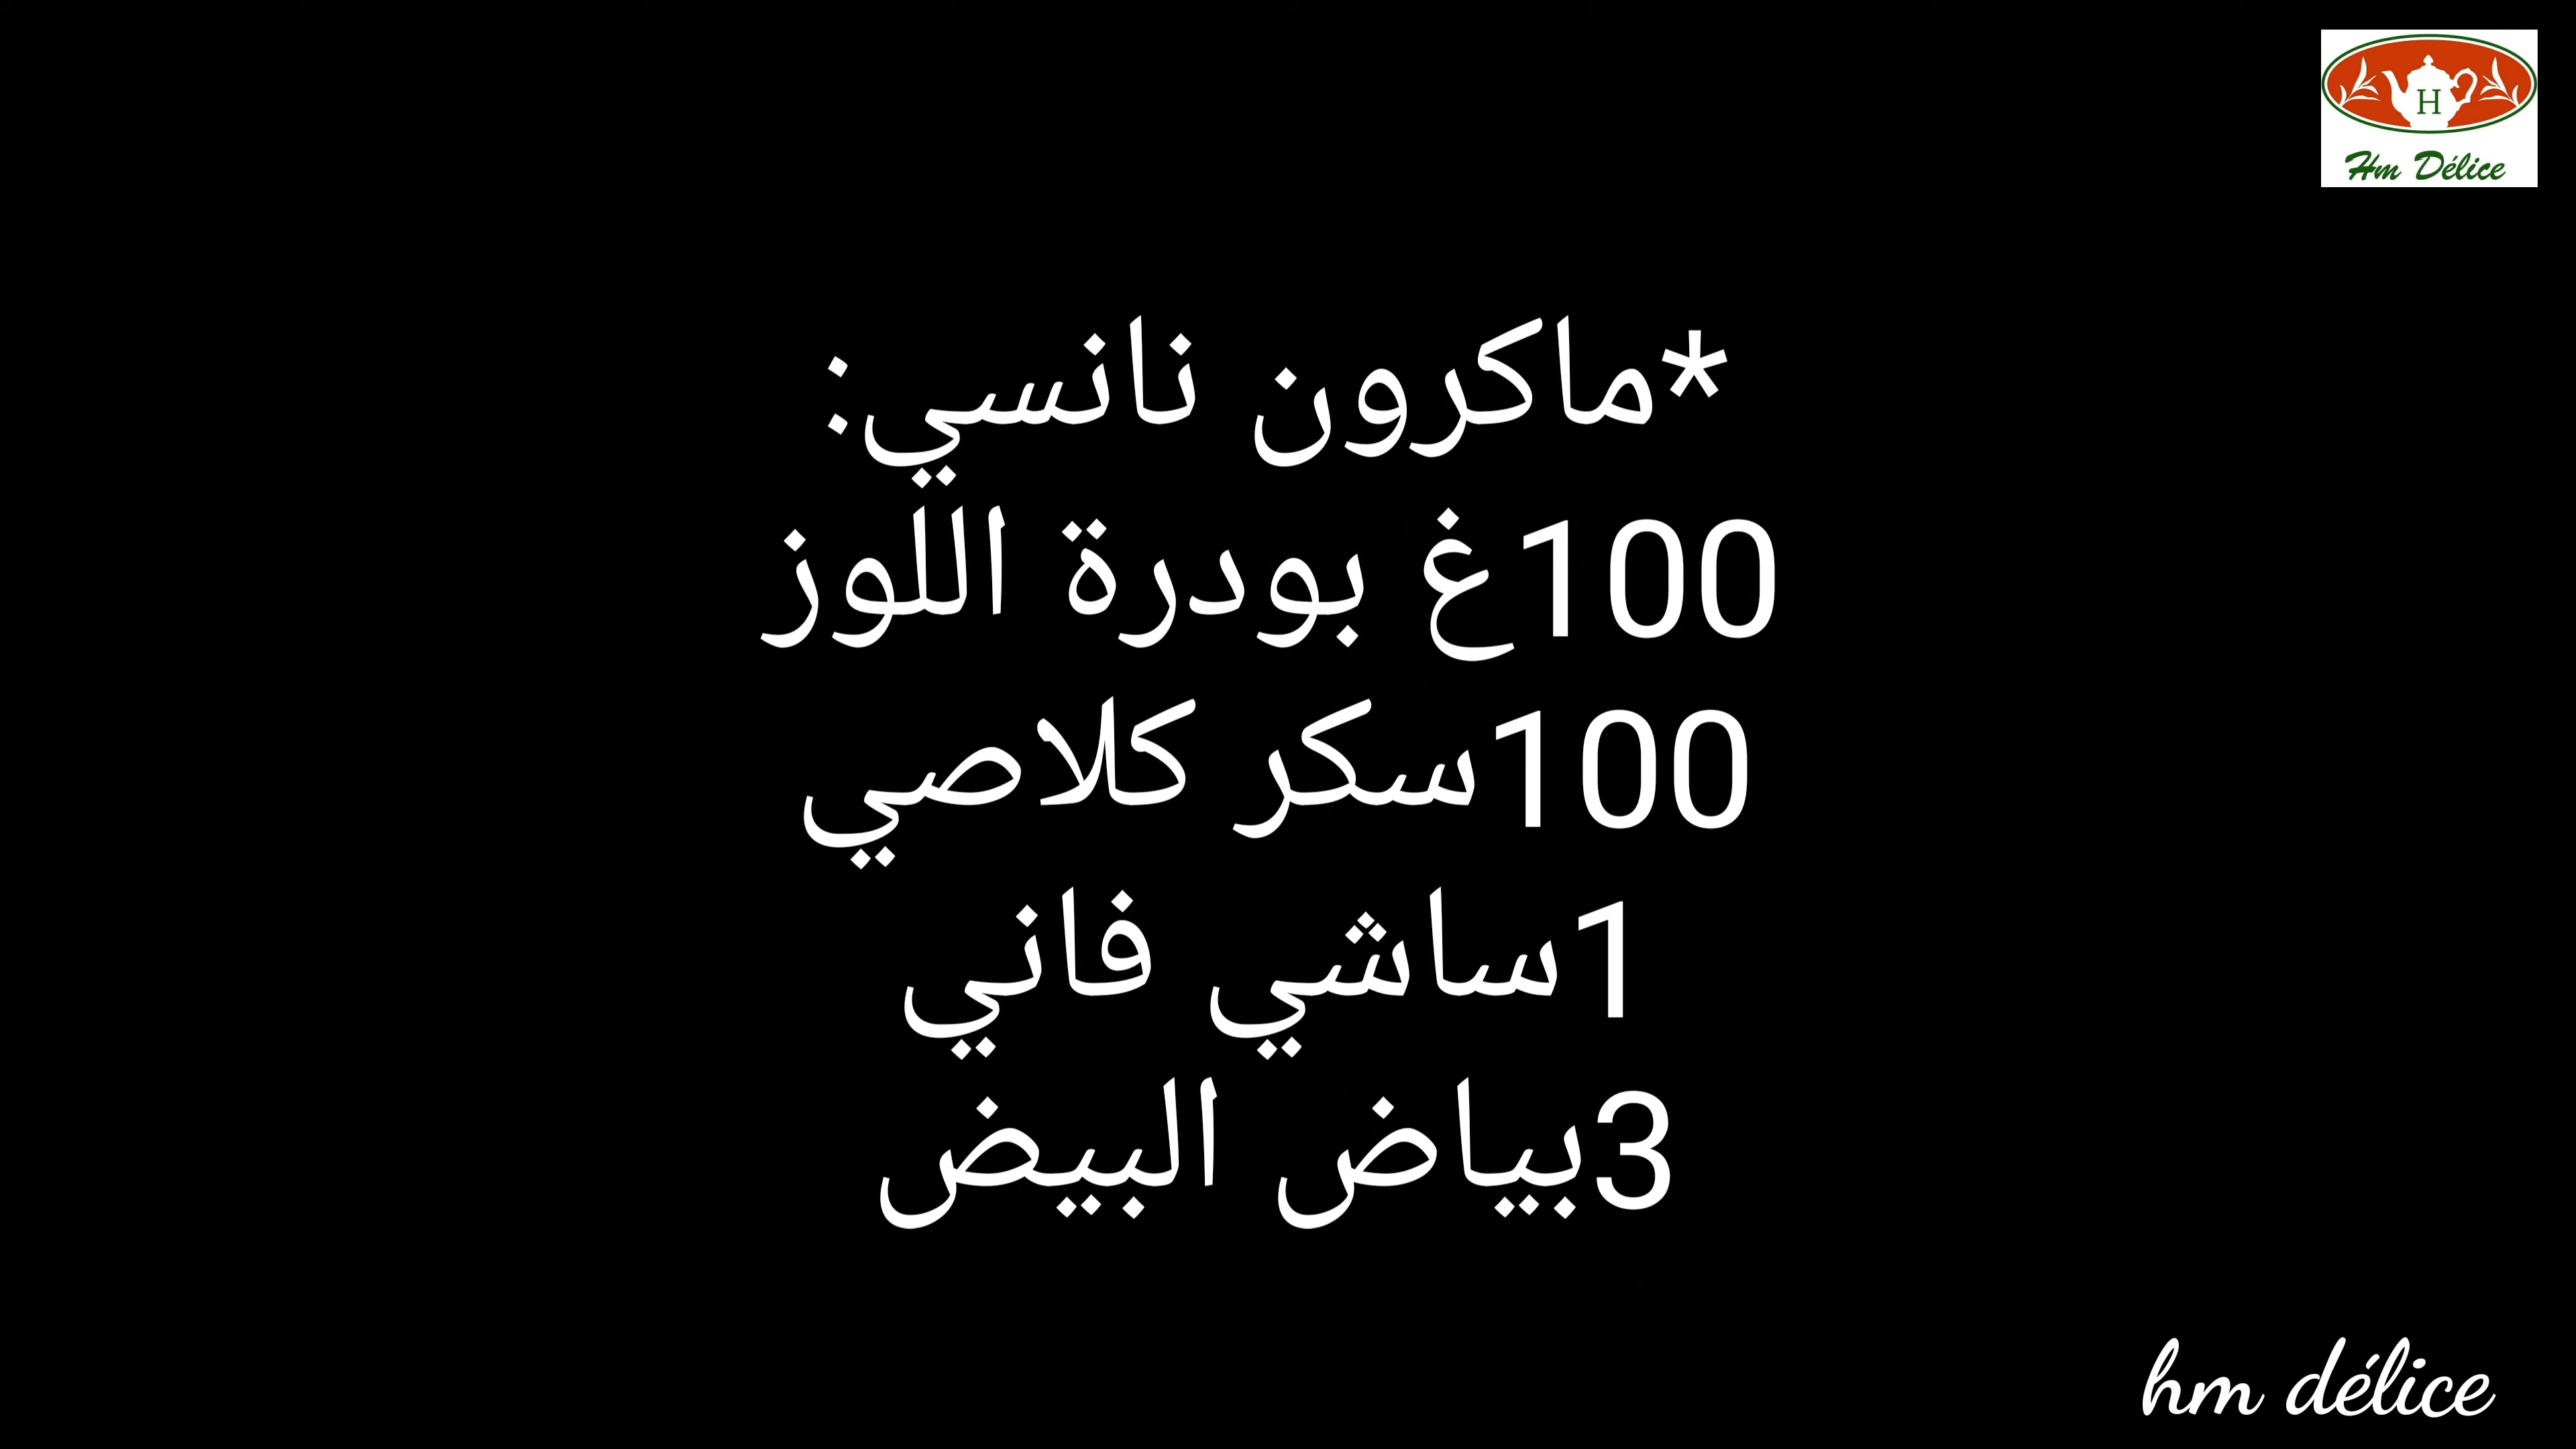 H
Hm Délice
*ماكرون نانسي:
100غ بودرة اللوز
100سكر كلاصي
1ساشي فاني
3بياض البيض
hm délice